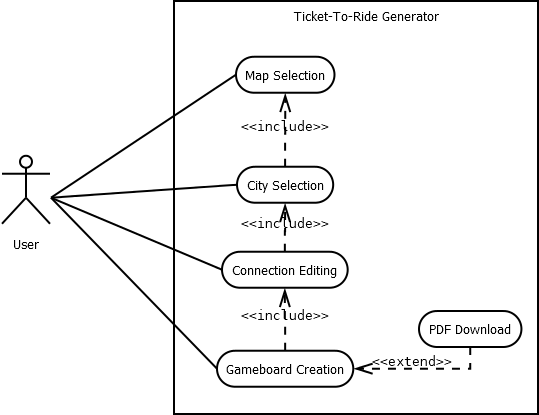 Ticket-To-Ride Generator
Map Selection
<<include>>
City Selection
<<include>>
User
Connection Editing
<<include>>
PDF Download
<<extend>>
Gameboard Creation